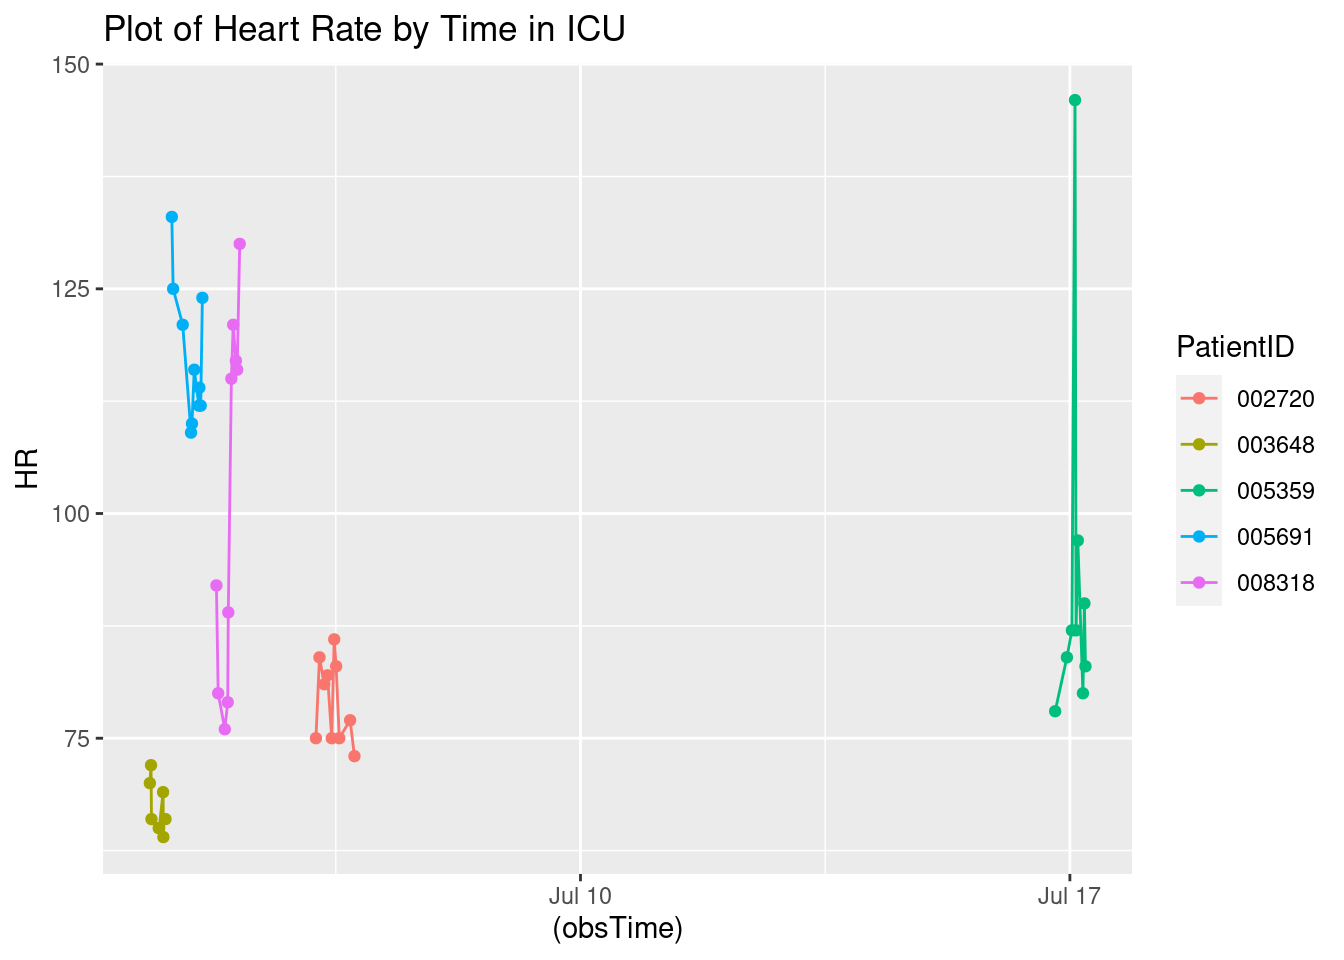 Plot of Heart Rate by Time in ICU
150
125
100
75
HR
Jul 10
Jul 17
(obsTime)
PatientID
002720
003648
005359
005691
008318